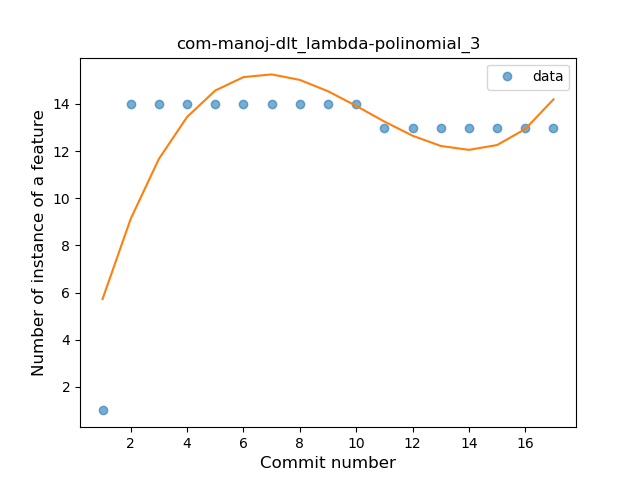 com-manoj-dlt_lambda-polinomial_3
data
Number of instance of a feature
14
12
10
8
6
4
2
2 4 6 8 10 12 14 16
Commit number